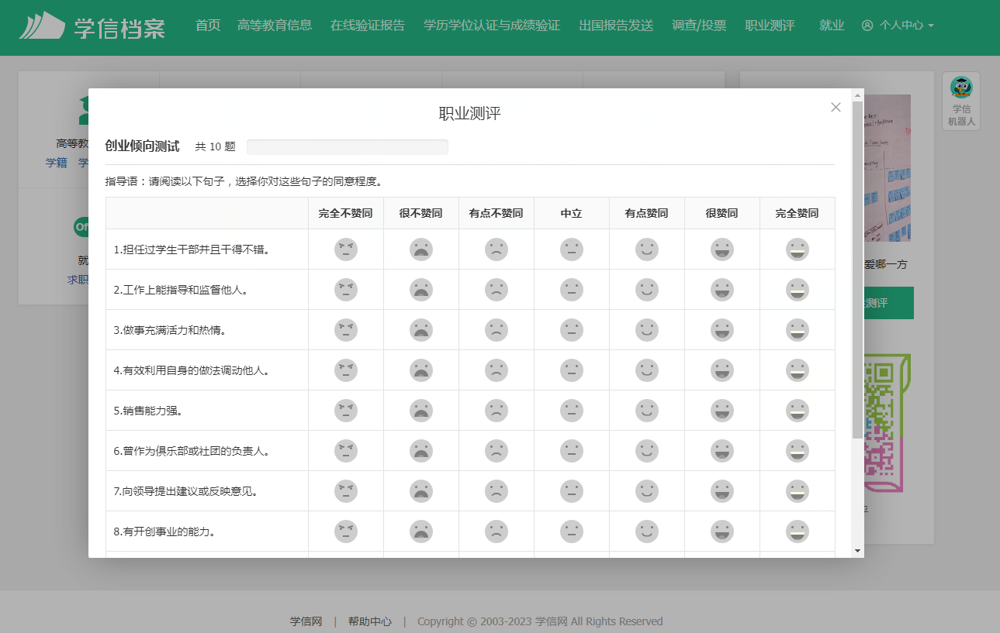 学信档案 首页 高等教育信息 在线验证报告 学历学位认证与成绩验证 出国报告发送 调查/投票 职业测评 就业 个人中心
学信
机器人
高等教
学籍 学
就
求职
爱哪一方
测评
职业测评
创业倾向测试 共 10 题
指导语：请阅读以下句子，选择你对这些句子的同意程度。
完全不赞同 很不赞同 有点不赞同 中立 有点赞同 很赞同 完全赞同
1.担任过学生干部并且干得不错。
2.工作上能指导和监督他人。
3.做事充满活力和热情。
4.有效利用自身的做法调动他人。
5.销售能力强。
6.曾作为俱乐部或社团的负责人。
7.向领导提出建议或反映意见。
8.有开创事业的能力。
学信网 | 帮助中心 | Copyright © 2003-2023 学信网 All Rights Reserved